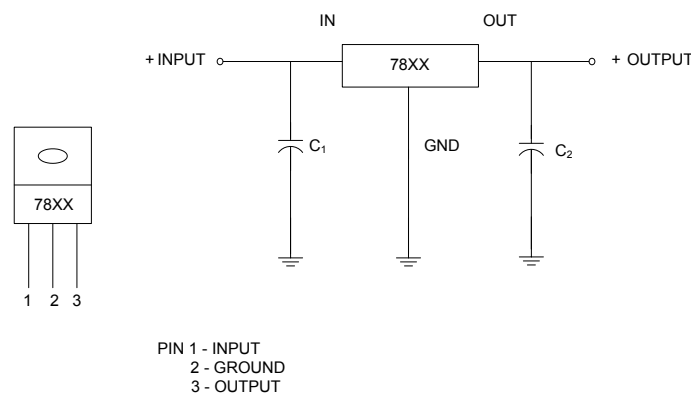 IN OUT
+ INPUT 78XX + OUTPUT
C₁ GND C₂
78XX
1 2 3
PIN 1 - INPUT
2 - GROUND
3 - OUTPUT